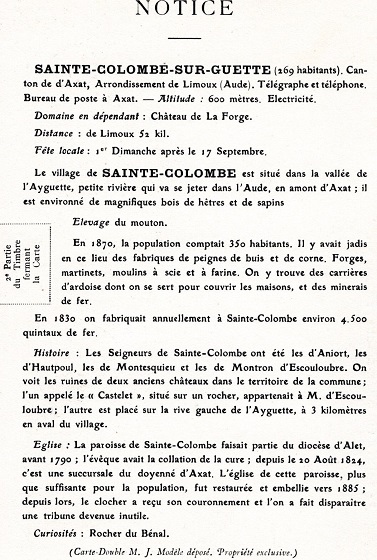 NOTICE
SAINTE-COLOMBE-SUR-GUETTE (269 habitants). Can-
ton de d'Axat, Arrondissement de Limoux (Aude). Télégraphe et téléphone.
Bureau de poste à Axat. — Altitude : 600 mètres. Electricité.
Domaine en dépendant : Château de La Forge.
Distance : de Limoux 52 kil.
Fête locale : 1er Dimanche après le 17 Septembre.
Le village de SAINTE-COLOMBE est situé dans la vallée de
l'Ayguette, petite rivière qui va se jeter dans l'Aude, en amont d'Axat ; il
est environné de magnifiques bois de hêtres et de sapins
Elevage du mouton.
2e Partie
du Timbre
fermant
la Carte
En 1870, la population comptait 350 habitants. Il y avait jadis
en ce lieu des fabriques de peignes de buis et de corne. Forges,
martinets, moulins à scie et à farine. On y trouve des carrières
d'ardoise dont on se sert pour couvrir les maisons, et des minerais
de fer.
En 1830 on fabriquait annuellement à Sainte-Colombe environ 4.500
quintaux de fer.
Histoire : Les Seigneurs de Sainte-Colombe ont été les d'Aniort, les
d'Hautpoul, les de Montesquieu et les de Montron d'Escouloubre. On
voit les ruines de deux anciens châteaux dans le territoire de la commune ;
l'un appelé le « Castelet », situé sur un rocher, appartenait à M. d'Escou-
loubre ; l'autre est placé sur la rive gauche de l'Ayguette, à 3 kilomètres
en aval du village.
Eglise : La paroisse de Sainte-Colombe faisait partie du diocèse d'Alet,
avant 1790 ; l'évêque avait la collation de la cure ; depuis le 20 Août 1824,
c'est une succursale du doyenné d'Axat. L'église de cette paroisse, plus
que suffisante pour la population, fut restaurée et embellie vers 1885 ;
depuis lors, le clocher a reçu son couronnement et l'on a fait disparaître
une tribune devenue inutile.
Curiosités : Rocher du Bénal.
(Carte-Double M. J. Modèle déposé. Propriété exclusive.)